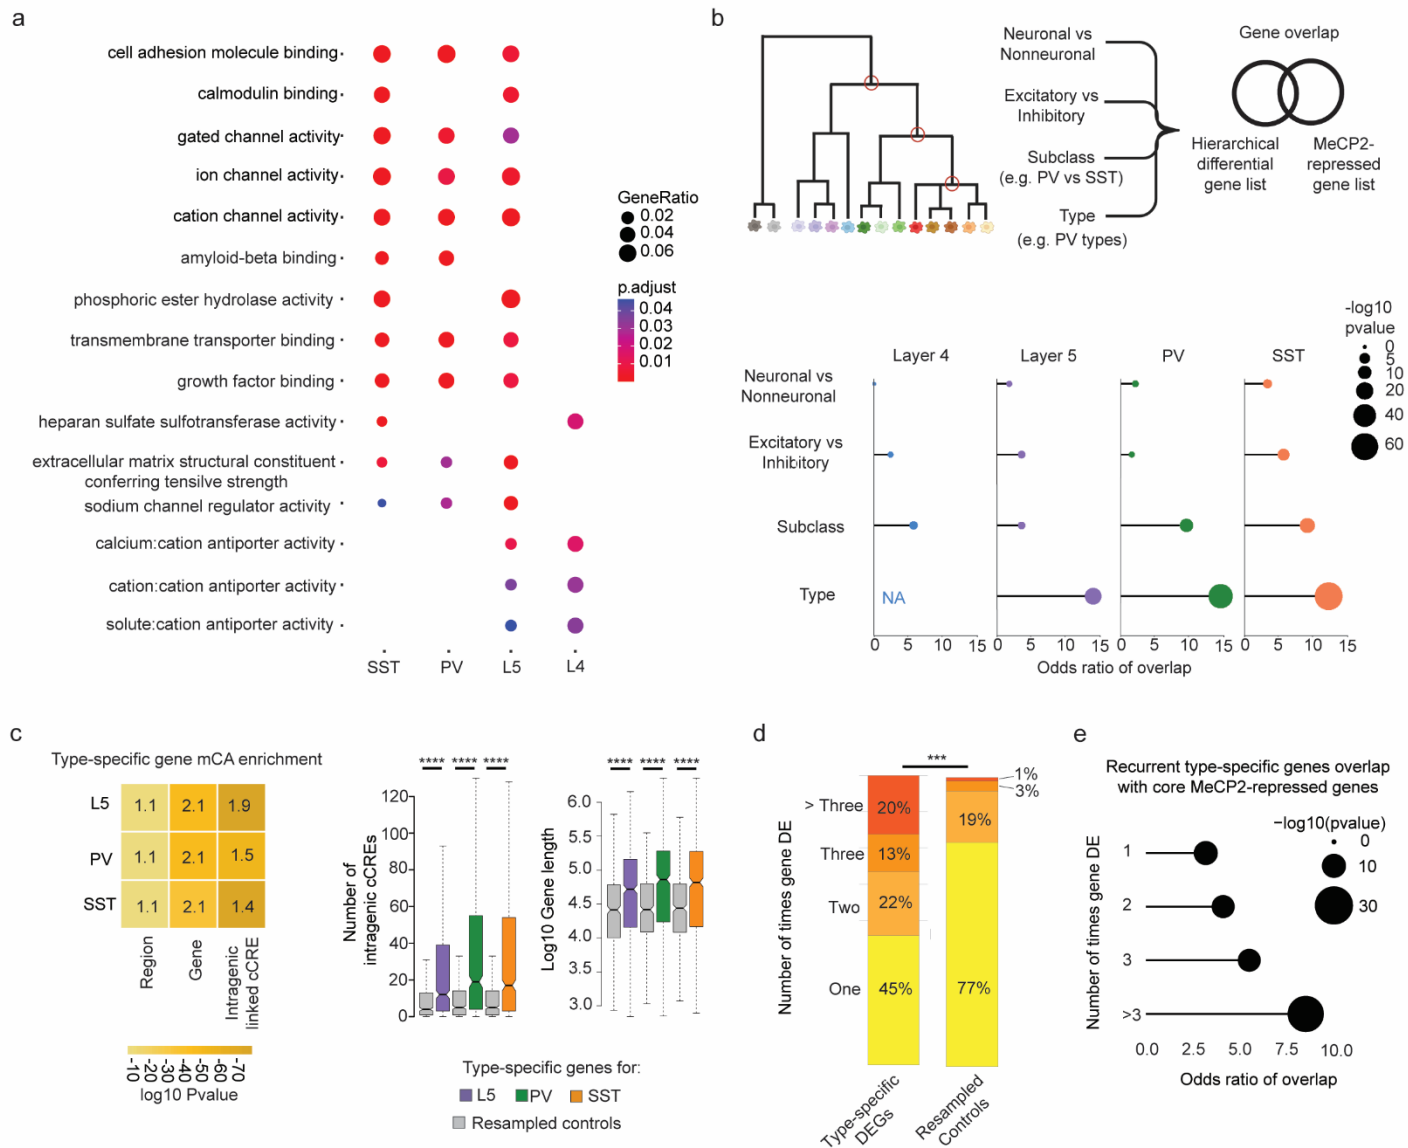 a
cell adhesion molecule binding
calmodulin binding
gated channel activity
ion channel activity
cation channel activity
amyloid-beta binding
phosphoric ester hydrolase activity
transmembrane transporter binding
growth factor binding
heparan sulfate sulfotransferase activity
extracellular matrix structural constituent
conferring tensilve strength
sodium channel regulator activity
calcium:cation antiporter activity
cation:cation antiporter activity
solute:cation antiporter activity
SST PV L5 L4
GeneRatio
0.02
0.04
0.06
p.adjust
0.04
0.03
0.02
0.01
b
Neuronal vs
Nonneuronal
Excitatory vs
Inhibitory
Subclass
(e.g. PV vs SST)
Type
(e.g. PV types)
Gene overlap
Hierarchical
differential
gene list
MeCP2-
repressed
gene list
-log10
pvalue
0
5
10
20
40
60
Layer 4 Layer 5 PV SST
Neuronal vs
Nonneuronal
Excitatory vs
Inhibitory
Subclass
Type
NA
0 5 10 15 0 5 10 15 0 5 10 15 0 5 10 15
Odds ratio of overlap
c
Type-specific gene mCA enrichment
L5 1.1 2.1 1.9
PV 1.1 2.1 1.5
SST 1.1 2.1 1.4
Region
Gene
Intragenic
linked cCRE
-10 -20 -30 -40 -50 -60 -70
log10 Pvalue
**** **** ****
Number of
intragenic cCREs
120
100
80
60
40
20
0
**** **** ****
Log10 Gene length
6.0
5.5
5.0
4.5
4.0
3.5
3.0
Type-specific genes for:
L5 PV SST
Resampled controls
d
***
Number of times gene DE
> Three
Three
Two
One
20%
13%
22%
45%
1%
3%
19%
77%
Type-specific
DEGs
Resampled
Controls
e
Recurrent type-specific genes overlap
with core MeCP2-repressed genes
−log10(pvalue)
0
10
30
Number of times gene DE
1
2
3
>3
0.0 2.5 5.0 7.5 10.0
Odds ratio of overlap